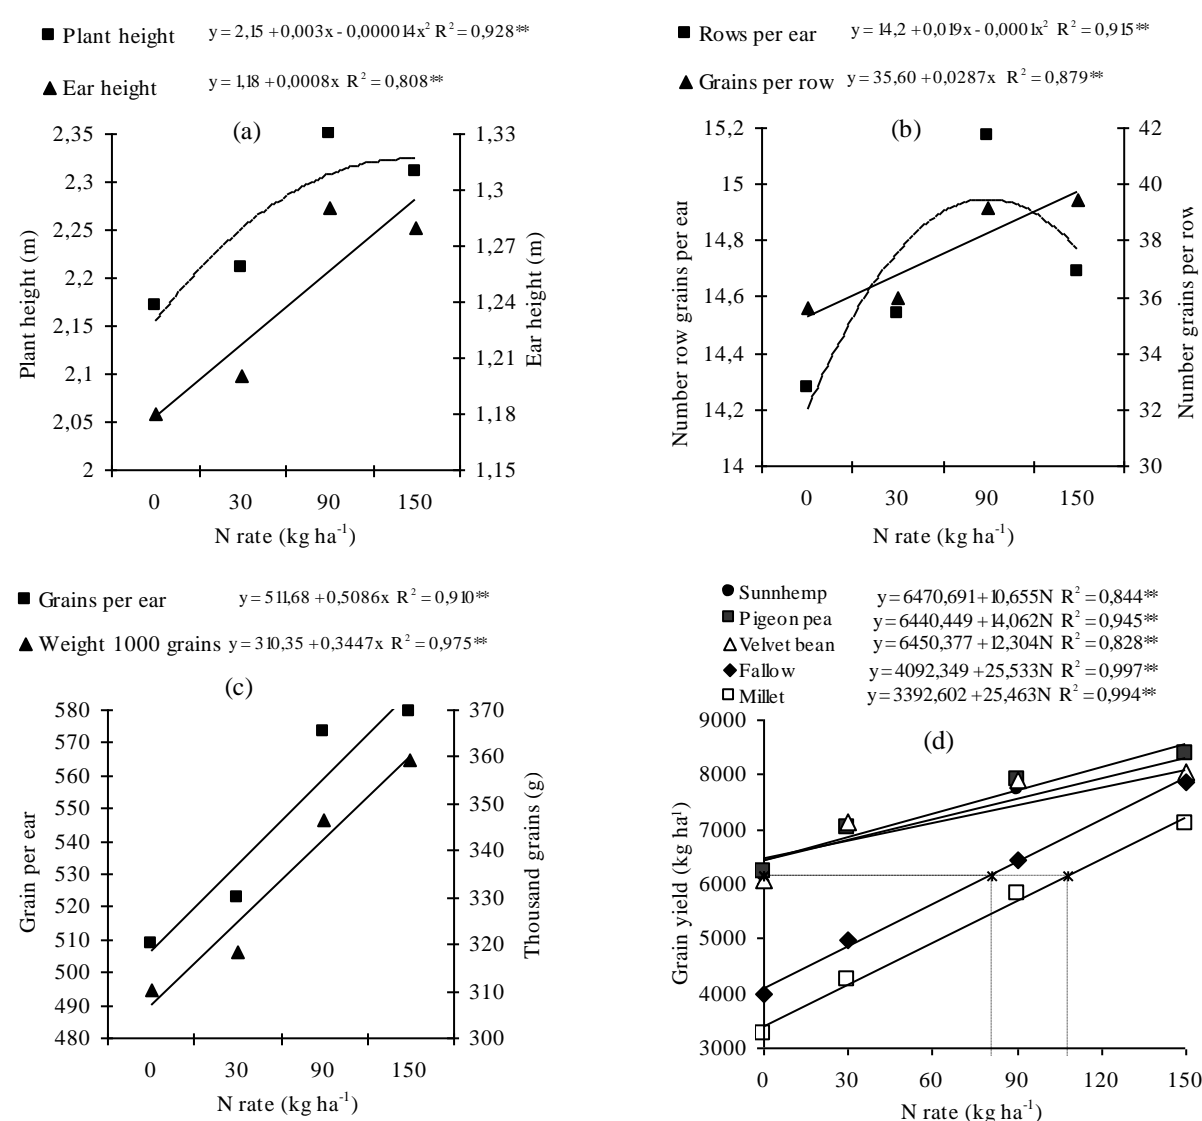 Plant height y = 2,15 + 0,003x - 0,000014x² R² = 0,928**
Ear height y = 1,18 + 0,0008x R² = 0,808**
(a)
2,35
2,3
2,25
2,2
2,15
2,1
2,05
2
Plant height (m)
1,33
1,3
1,27
1,24
1,21
1,18
1,15
Ear height (m)
0 30 90 150
N rate (kg ha⁻¹)
Rows per ear y = 14,2 + 0,019x - 0,0001x² R² = 0,915**
Grains per row y = 35,60 + 0,0287x R² = 0,879**
(b)
15,2
15
14,8
14,6
14,4
14,2
14
Number row grains per ear
42
40
38
36
34
32
30
Number grains per row
0 30 90 150
N rate (kg ha⁻¹)
Grains per ear y = 511,68 + 0,5086x R² = 0,910**
Weight 1000 grains y = 310,35 + 0,3447x R² = 0,975**
(c)
580
570
560
550
540
530
520
510
500
490
480
Grain per ear
370
360
350
340
330
320
310
300
Thousand grains (g)
0 30 90 150
N rate (kg ha⁻¹)
Sunnhemp y = 6470,691 + 10,655N R² = 0,844**
Pigeon pea y = 6440,449 + 14,062N R² = 0,945**
Velvet bean y = 6450,377 + 12,304N R² = 0,828**
Fallow y = 4092,349 + 25,533N R² = 0,997**
Millet y = 3392,602 + 25,463N R² = 0,994**
(d)
9000
8000
7000
6000
5000
4000
3000
Grain yield (kg ha¹)
0 30 60 90 120 150
N rate (kg ha⁻¹)